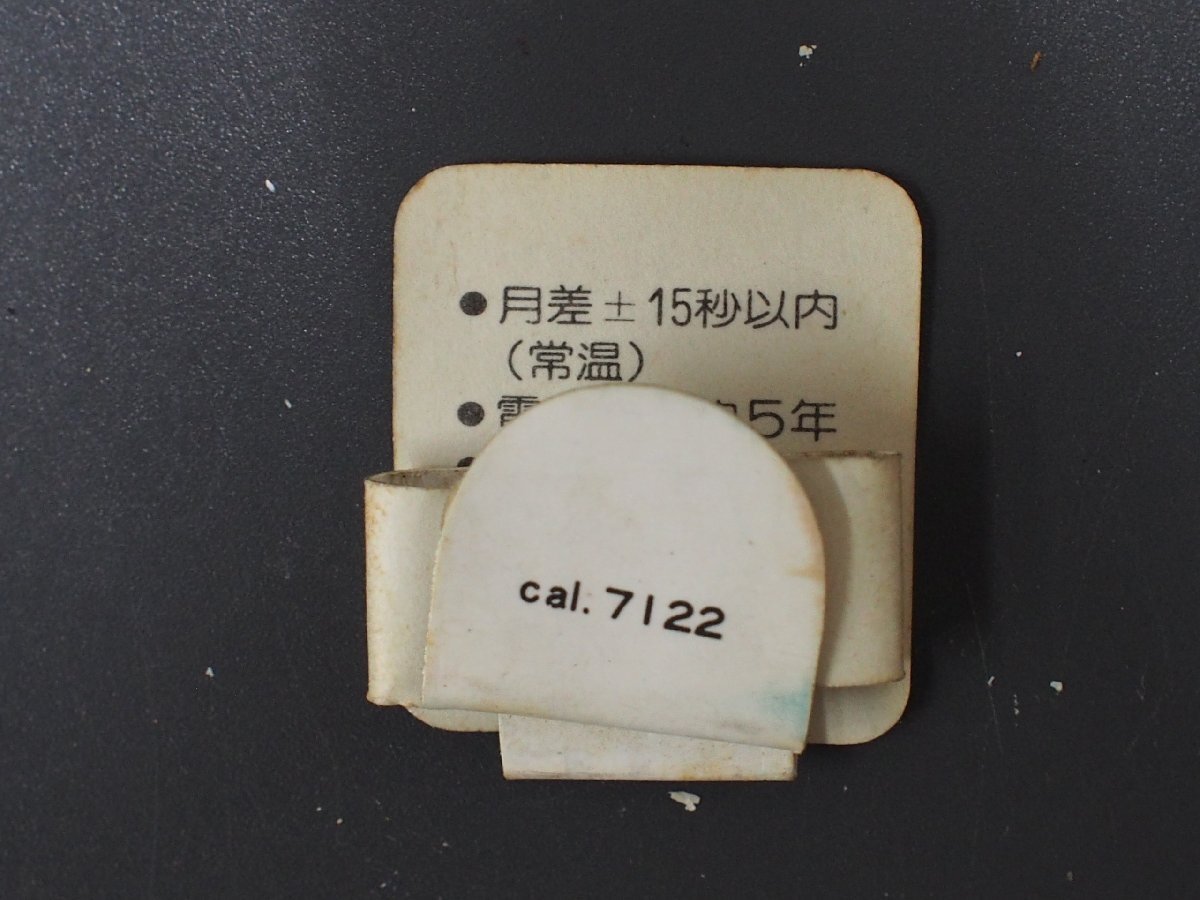 ●月差±15秒以内
（常温）
● 5年
●
cal. 7122